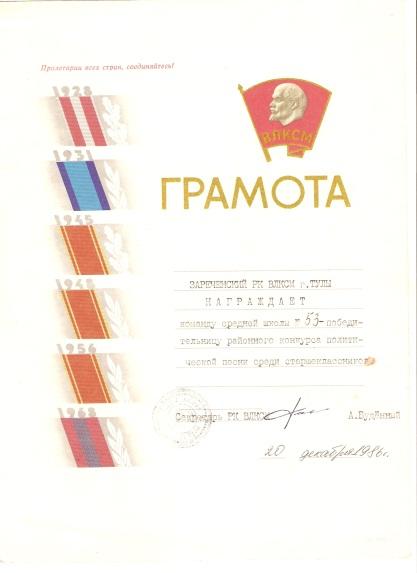 Пролетарии всех стран, соединяйтесь!
1928
1931
1945
1948
1956
1968
ВЛКСМ
ГРАМОТА
ЗАРЕЧЕНСКИЙ РК ВЛКСМ г.ТУЛЫ
НАГРАЖДАЕТ
команду средней школы № 53-победи-
тельницу районного конкурса полити-
ческой песни среди старшеклассников
Секретарь РК ВЛКСМ А.Будённый
20 декабря 1986г.